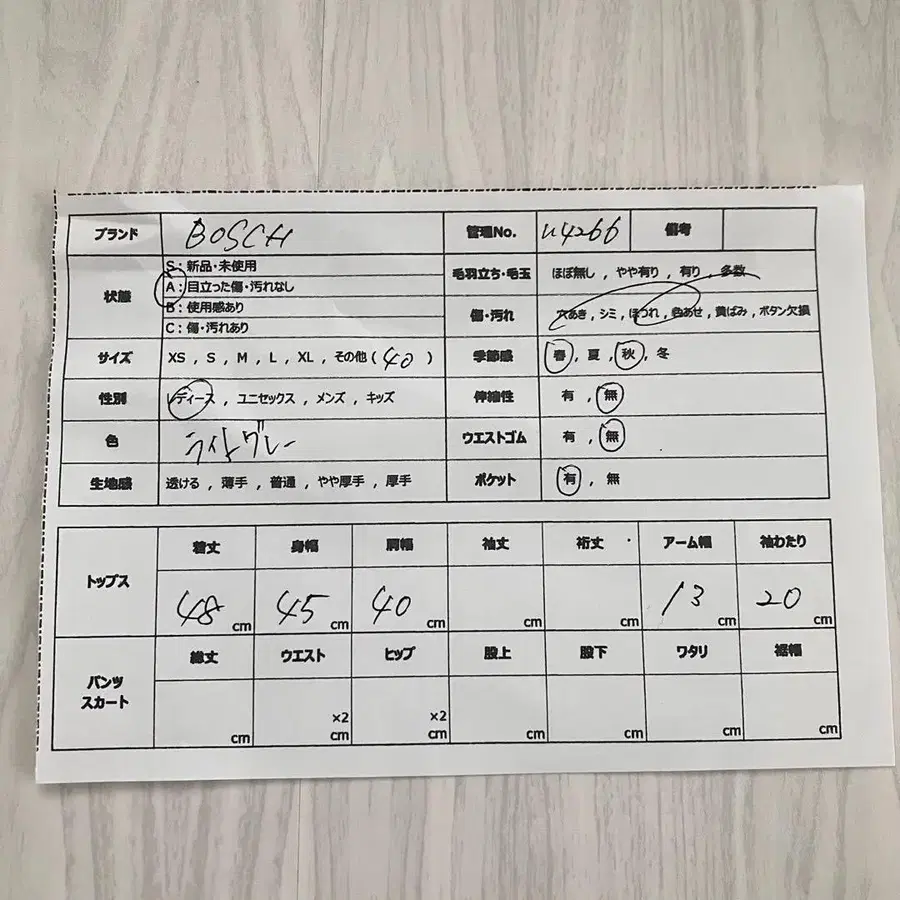 ブランド BOSCH 管理No. U4266 備考
状態 S：新品・未使用
A：目立った傷・汚れなし
B：使用感あり
C：傷・汚れあり
毛羽立ち・毛玉 ほぼ無し , やや有り , 有り , 多数
傷・汚れ 穴あき , シミ , ほつれ , 色あせ , 黄ばみ , ボタン欠損
サイズ XS , S , M , L , XL , その他 ( 40 ) 季節感 春 , 夏 , 秋 , 冬
性別 レディース , ユニセックス , メンズ , キッズ 伸縮性 有 , 無
色 ライトグレー ウエストゴム 有 , 無
生地感 透ける , 薄手 , 普通 , やや厚手 , 厚手 ポケット 有 , 無
着丈 身幅 肩幅 袖丈 裄丈 アーム幅 袖わたり
トップス
48 cm 45 cm 40 cm cm cm 13 cm 20 cm
総丈 ウエスト ヒップ 股上 股下 ワタリ 裾幅
パンツ
スカート
×2 ×2
cm cm cm cm cm cm cm